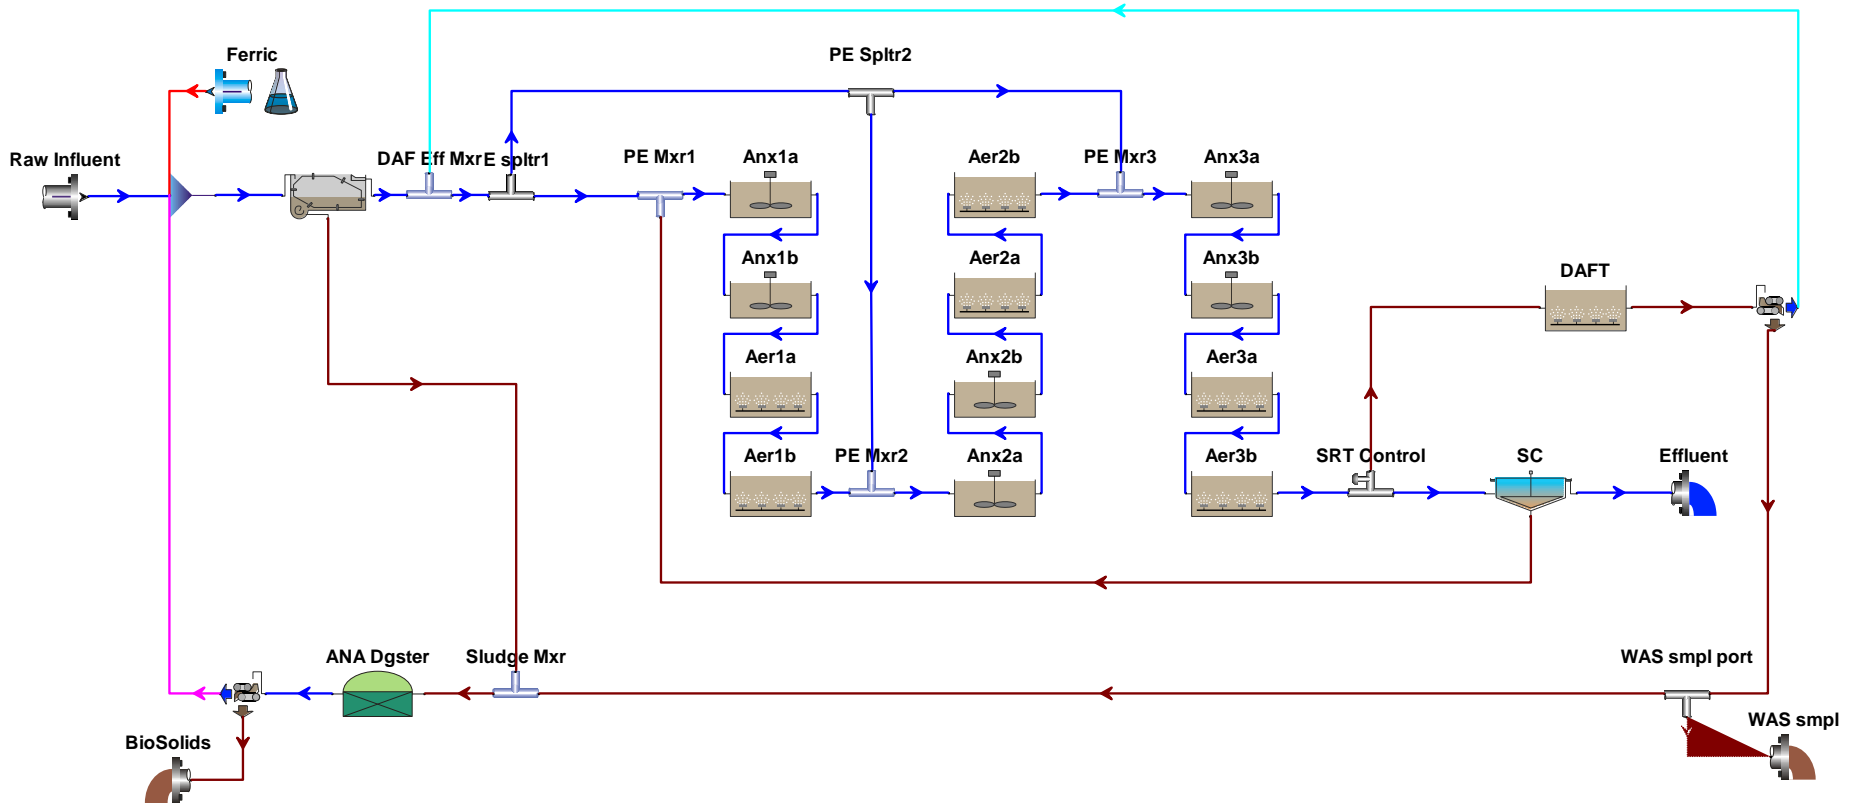 Ferric
PE Spltr2
Raw Influent
DAF Eff Mxr
E spltr1
PE Mxr1
Anx1a
Aer2b
PE Mxr3
Anx3a
Anx1b
Aer2a
Anx3b
DAFT
Aer1a
Anx2b
Aer3a
Aer1b
PE Mxr2
Anx2a
Aer3b
SRT Control
SC
Effluent
ANA Dgster
Sludge Mxr
WAS smpl port
BioSolids
WAS smpl